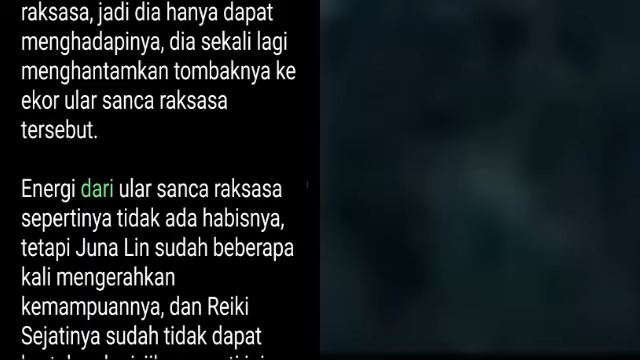 raksasa, jadi dia hanya dapat
menghadapinya, dia sekali lagi
menghantamkan tombaknya ke
ekor ular sanca raksasa
tersebut.
Energi dari ular sanca raksasa
sepertinya tidak ada habisnya,
tetapi Juna Lin sudah beberapa
kali mengerahkan
kemampuannya, dan Reiki
Sejatinya sudah tidak dapat